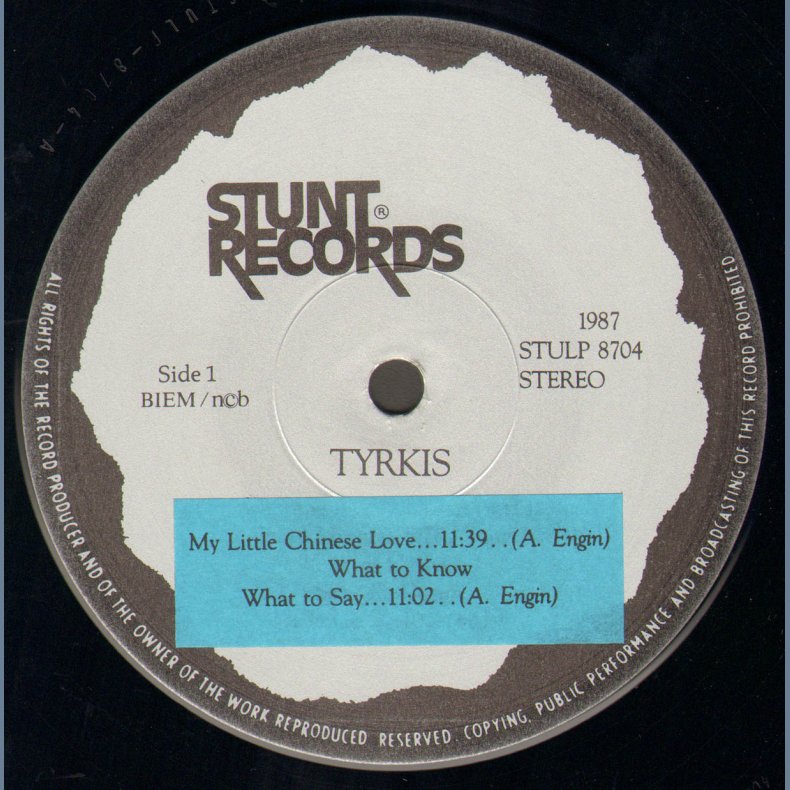 STUNT ®
RECORDS
1987
STULP 8704
STEREO
Side 1
BIEM / n©b
TYRKIS
My Little Chinese Love...11:39..(A. Engin)
What to Know
What to Say...11:02..(A. Engin)
ALL RIGHTS OF THE RECORD PRODUCER AND OF THE OWNER OF THE WORK REPRODUCED RESERVED. COPYING, PUBLIC PERFORMANCE AND BROADCASTING OF THIS RECORD PROHIBITED